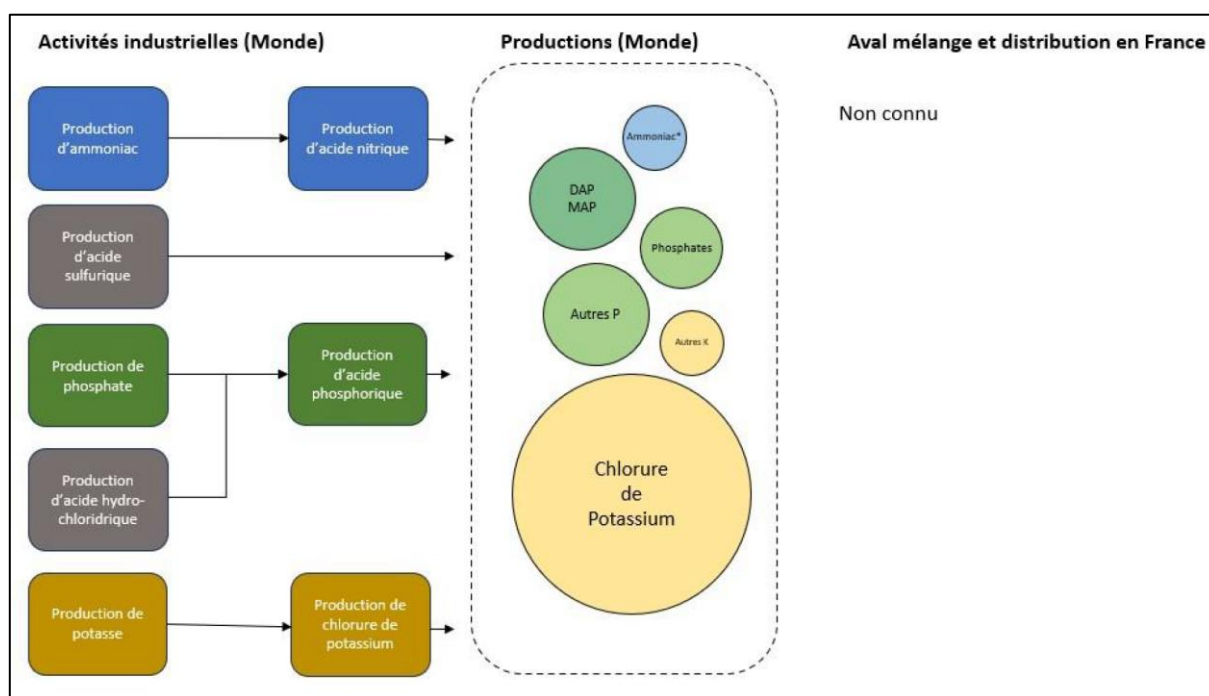 Activités industrielles (Monde)
Productions (Monde)
Aval mélange et distribution en France
Non connu
Production
d'ammoniac
Production
d'acide nitrique
Production
d'acide
sulfurique
Production de
phosphate
Production
d'acide
phosphorique
Production
d'acide hydro-
chloridrique
Production de
potasse
Production de
chlorure de
potassium
Ammoniac*
DAP
MAP
Phosphates
Autres P
Autres K
Chlorure
de
Potassium